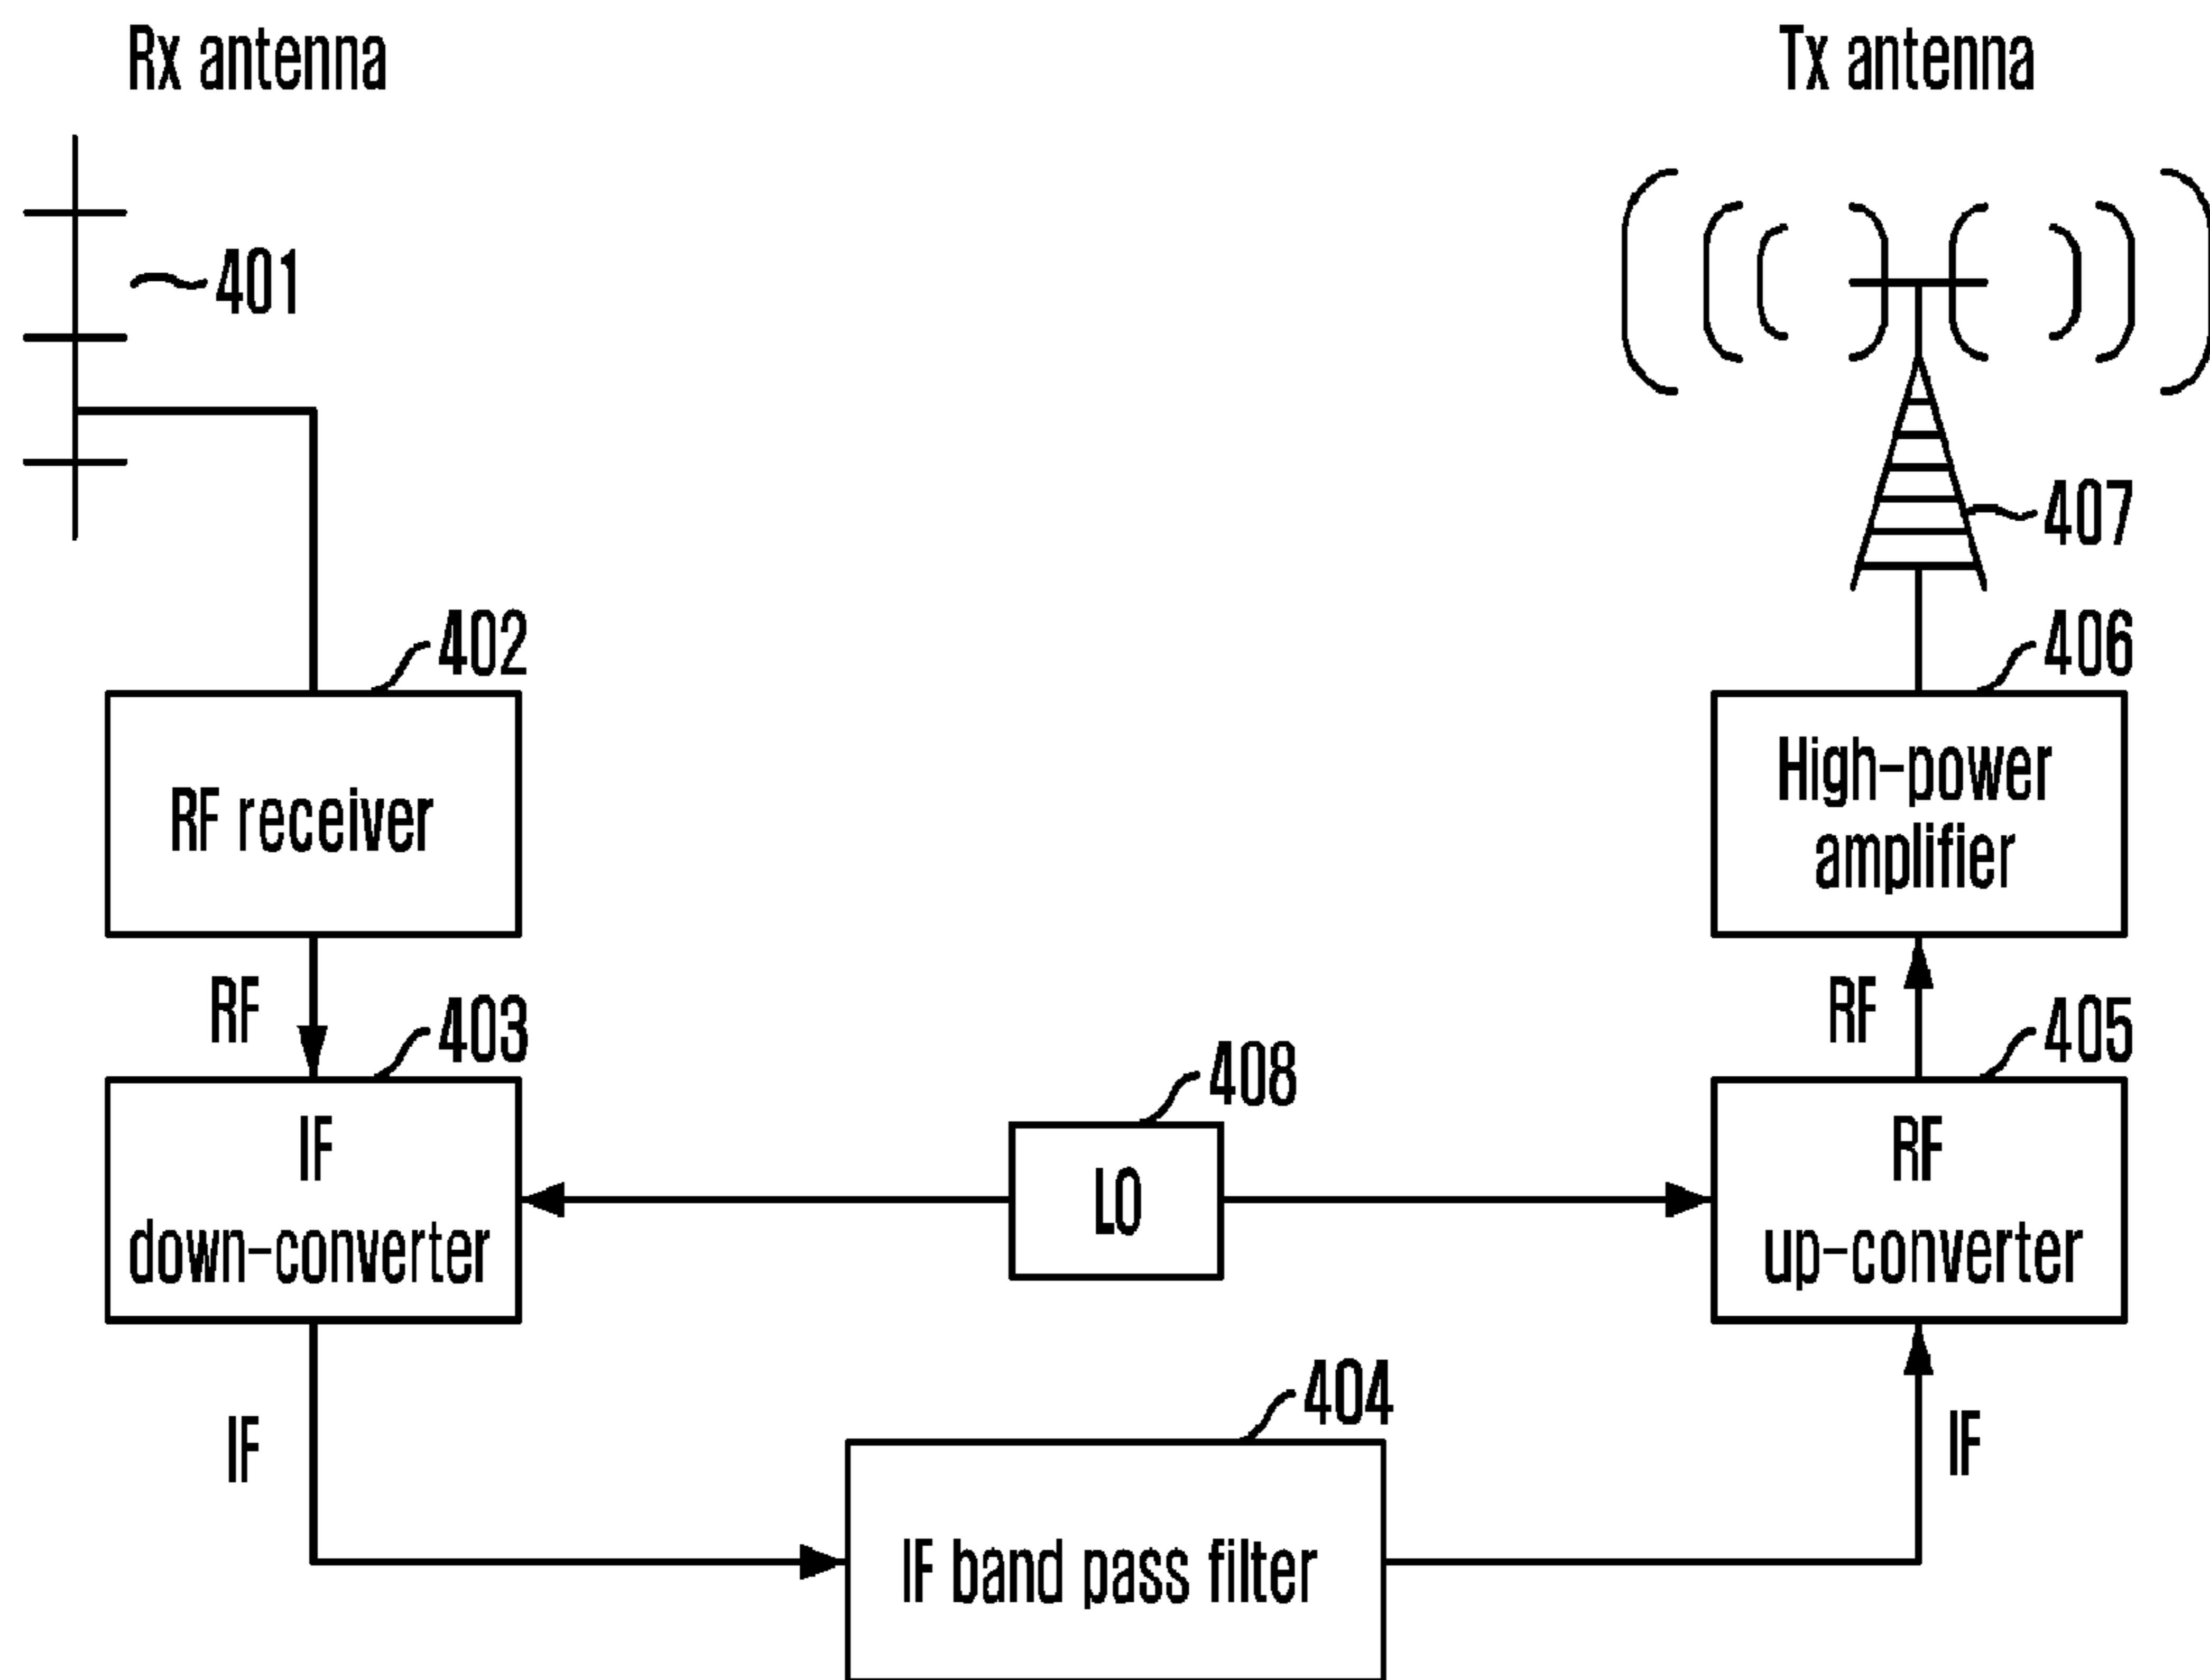 Rx antenna
Tx antenna
401
407
402
406
RF receiver
High-power
amplifier
RF
RF
403
405
408
IF
down-converter
LO
RF
up-converter
404
IF
IF
IF band pass filter